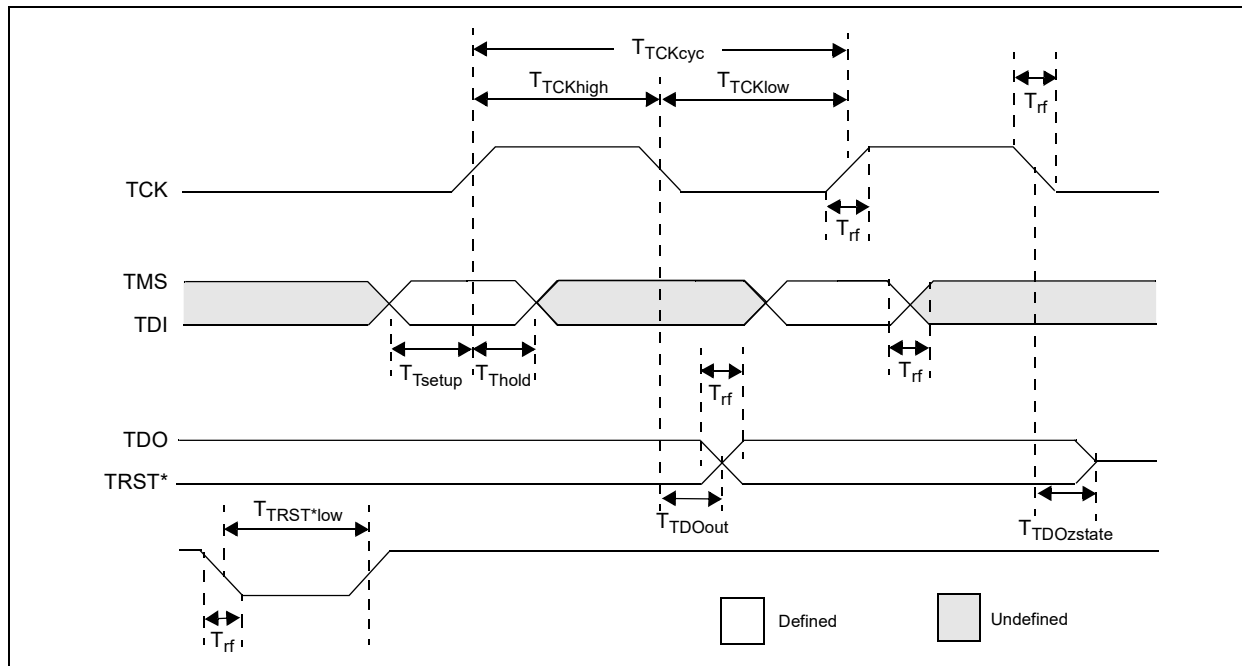 TTCKcyc
TTCKhigh
TTCKlow
Trf
TCK
Trf
TMS
TDI
TTsetup
TThold
Trf
Trf
TDO
TRST*
TTRST*low
TTDOout
TTDOzstate
Trf
Defined
Undefined